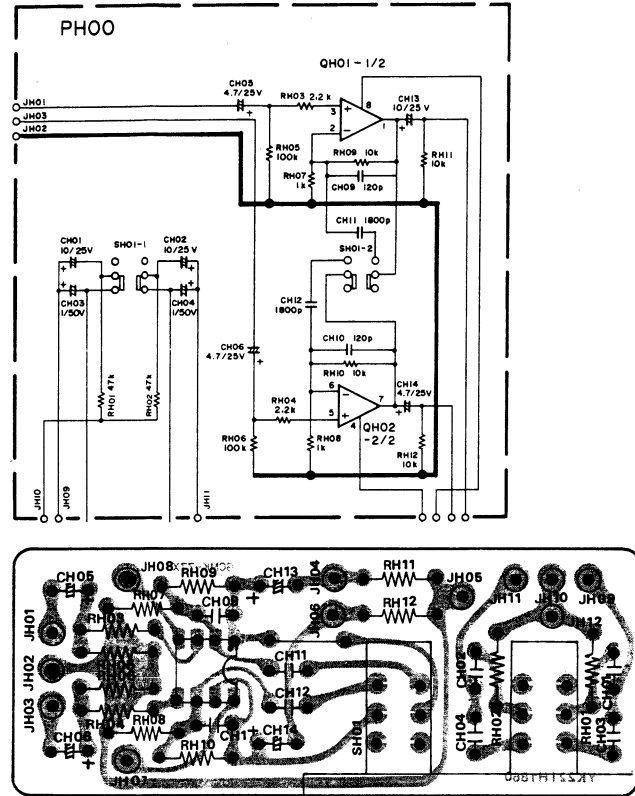 PH00
QH01-1/2
CH05
4.7/25V
RH03 2.2k
8
CH13
10/25V
JH01
JH03
JH02
3
+
1
+
2
-
RH05
100k
RH09 10k
RH07
1k
CH09 120p
RH11
10k
CH11 1800p
CH01
10/25V
SH01-1
CH02
10/25V
SH01-2
CH03
1/50V
CH04
1/50V
CH12
1800p
CH10 120p
CH06
4.7/25V
RH10 10k
RH01 47k
RH02 47k
CH14
4.7/25V
RH04
2.2k
6
-
7
5
+
4
QH02
-2/2
RH06
100k
RH08
1k
RH12
10k
JH10
JH09
JH11
CH05
JH08
RH09
CH13
JH04
RH11
JH05
RH07
CH09
JH06
RH12
JH11
JH10
JH09
JH12
JH01
RH03
JH02
CH11
CH12
JH03
RH04
RH08
RH10
CH14
CH06
JH07
SH01
CH04
RH02
RH01
CH03
YK221H1860